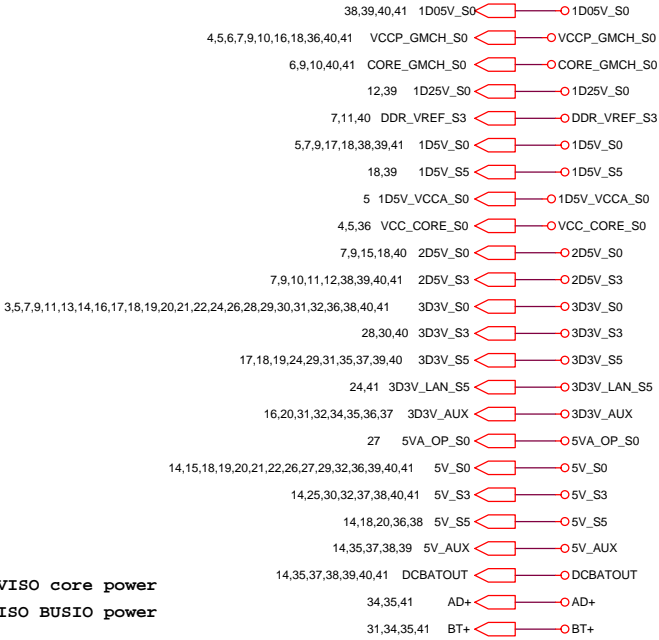 38,39,40,41 1D05V_S0 1D05V_S0
4,5,6,7,9,10,16,18,36,40,41 VCCP_GMCH_S0 VCCP_GMCH_S0
6,9,10,40,41 CORE_GMCH_S0 CORE_GMCH_S0
12,39 1D25V_S0 1D25V_S0
7,11,40 DDR_VREF_S3 DDR_VREF_S3
5,7,9,17,18,38,39,41 1D5V_S0 1D5V_S0
18,39 1D5V_S5 1D5V_S5
5 1D5V_VCCA_S0 1D5V_VCCA_S0
4,5,36 VCC_CORE_S0 VCC_CORE_S0
7,9,15,18,40 2D5V_S0 2D5V_S0
7,9,10,11,12,38,39,40,41 2D5V_S3 2D5V_S3
3,5,7,9,11,13,14,16,17,18,19,20,21,22,24,26,28,29,30,31,32,36,38,40,41 3D3V_S0 3D3V_S0
28,30,40 3D3V_S3 3D3V_S3
17,18,19,24,29,31,35,37,39,40 3D3V_S5 3D3V_S5
24,41 3D3V_LAN_S5 3D3V_LAN_S5
16,20,31,32,34,35,36,37 3D3V_AUX 3D3V_AUX
27 5VA_OP_S0 5VA_OP_S0
14,15,18,19,20,21,22,26,27,29,32,36,39,40,41 5V_S0 5V_S0
14,25,30,32,37,38,40,41 5V_S3 5V_S3
14,18,20,36,38 5V_S5 5V_S5
14,35,37,38,39 5V_AUX 5V_AUX
14,35,37,38,39,40,41 DCBATOUT DCBATOUT
VISO core power
34,35,41 AD+ AD+
ISO BUSIO power
31,34,35,41 BT+ BT+